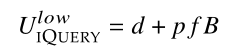 U^{low}_{IQUERY} = d + pfB